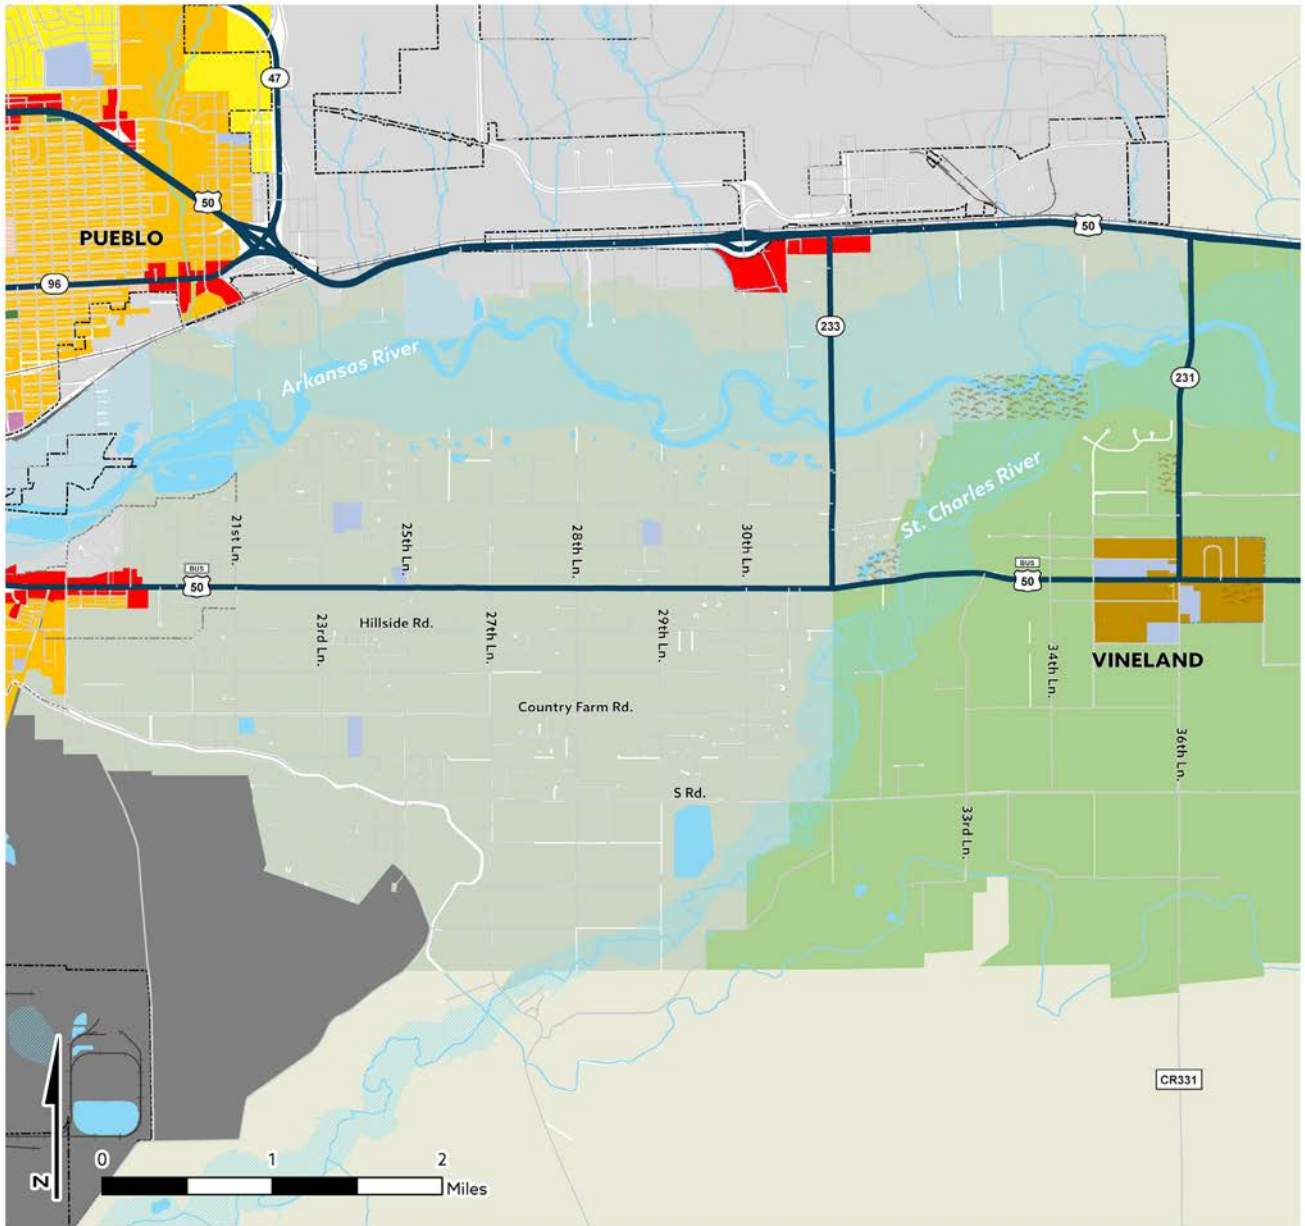 47
50
PUEBLO
50
96
233
Arkansas River
231
St. Charles River
21st Ln.
25th Ln.
28th Ln.
30th Ln.
BUS
50
BUS
50
Hillside Rd.
23rd Ln.
27th Ln.
29th Ln.
34th Ln.
VINELAND
Country Farm Rd.
36th Ln.
S Rd.
33rd Ln.
CR331
N
0 1 2
Miles